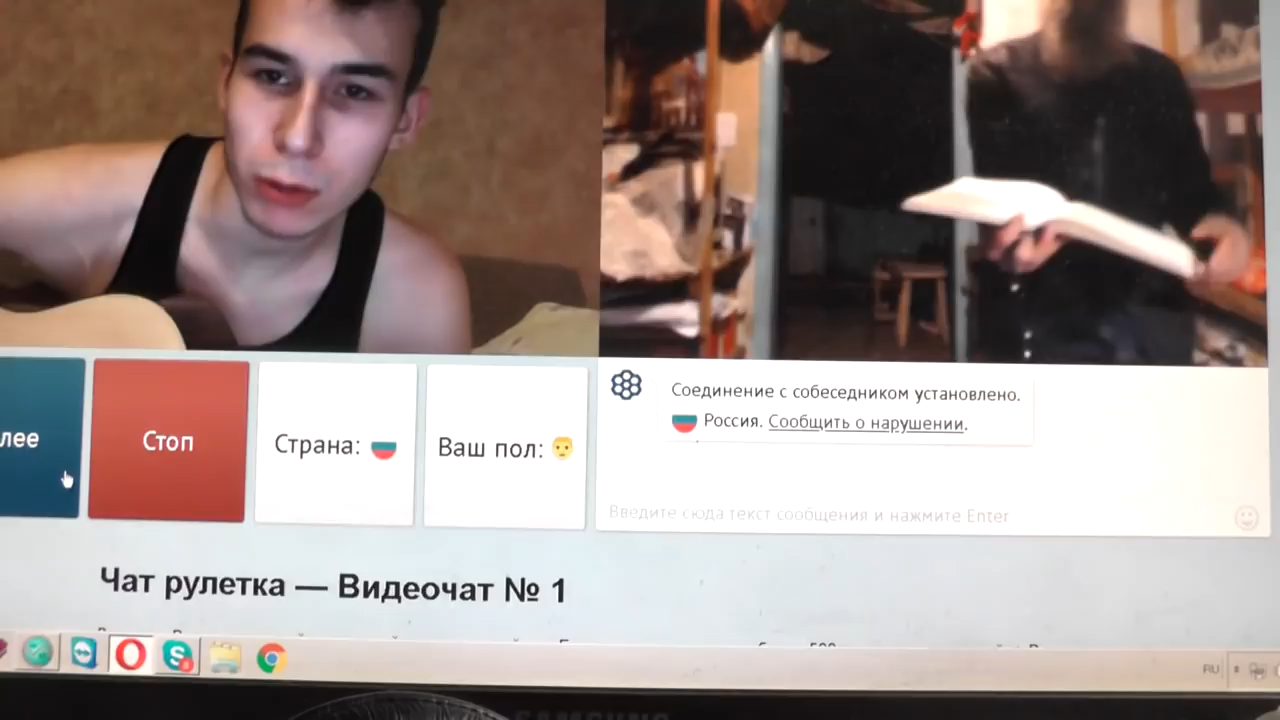 Соединение с собеседником установлено.
Россия. Сообщить о нарушении.
лее
Стоп
Страна:
Ваш пол:
Введите сюда текст сообщения и нажмите Enter
Чат рулетка — Видеочат № 1
RU
SAMSUNG